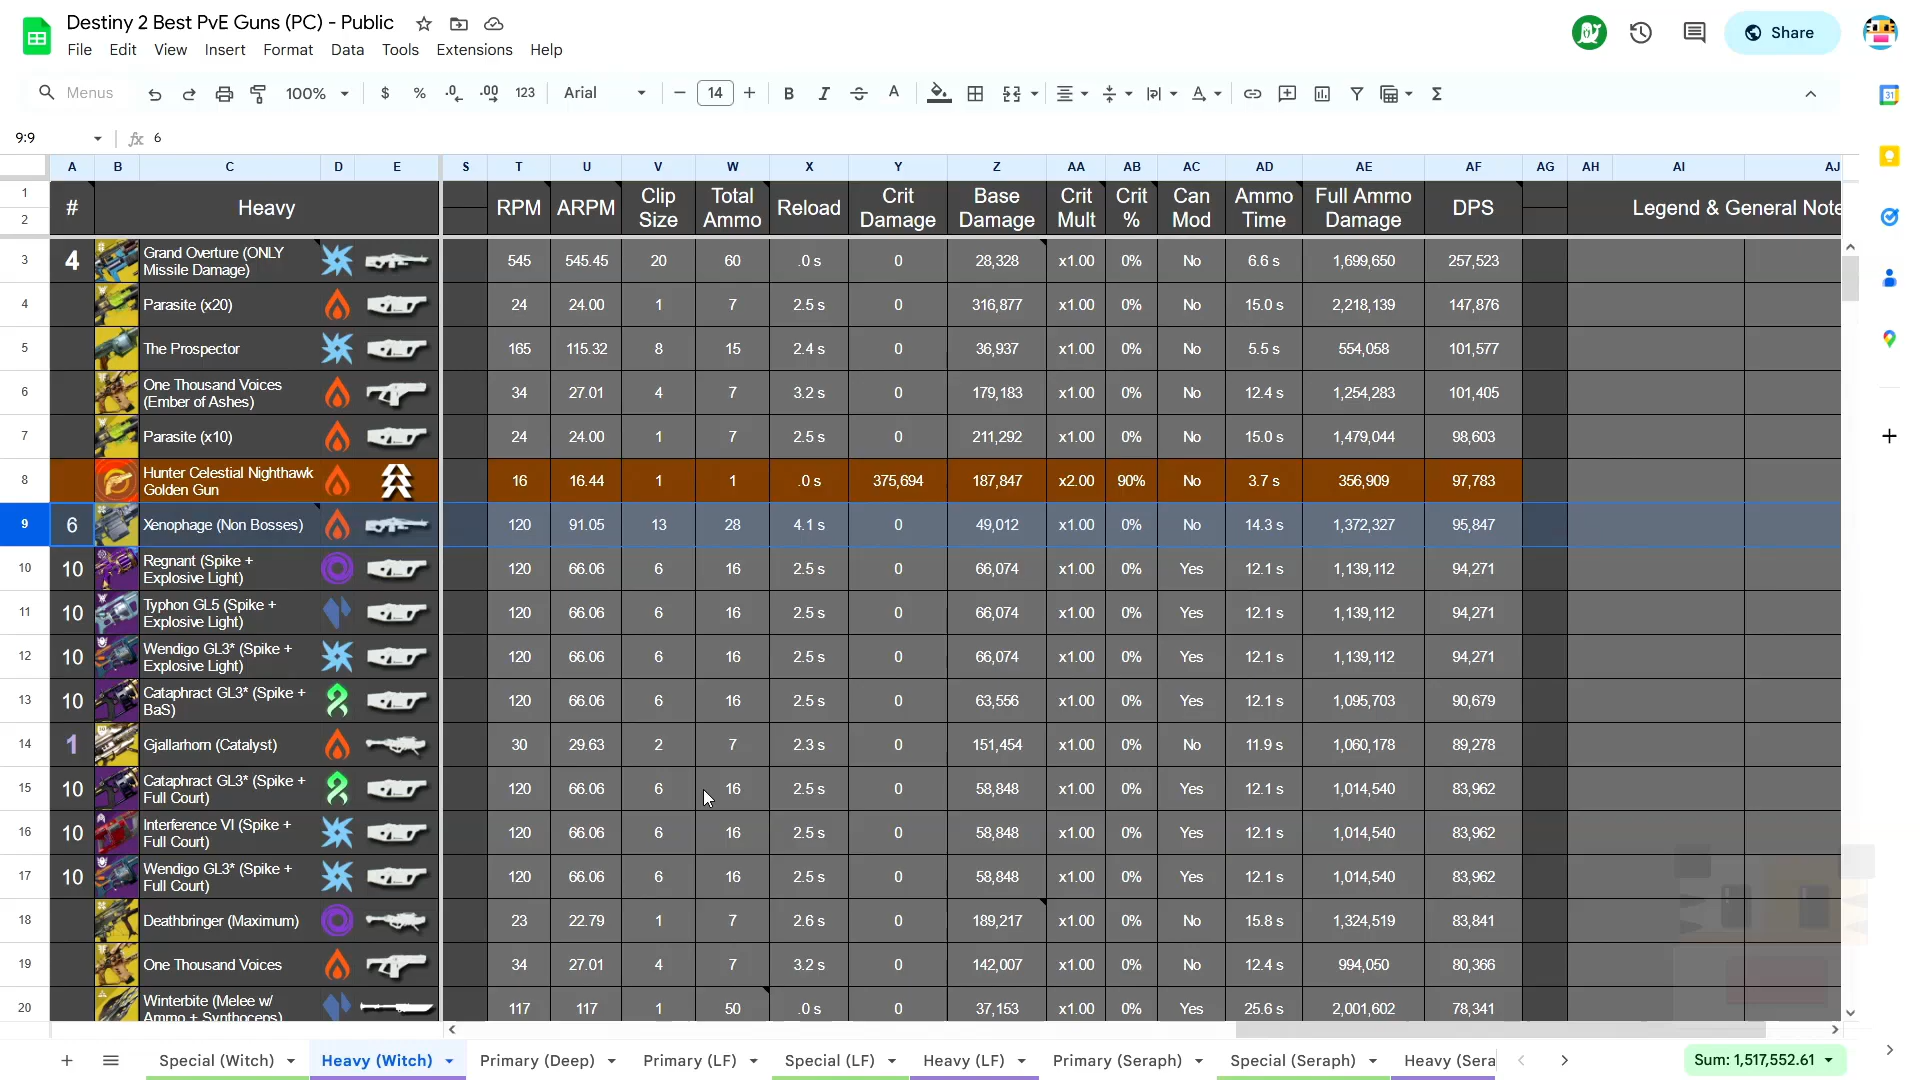 Destiny 2 Best PvE Guns (PC) - Public
File Edit View Insert Format Data Tools Extensions Help
Share
Menus 100% $ % .0 .00 123 Arial 14 B I A
9:9 fx 6
A B C D E S T U V W X Y Z AA AB AC AD AE AF AG AH AI AJ
1 2 # Heavy RPM ARPM Clip Size Total Ammo Reload Crit Damage Base Damage Crit Mult Crit % Can Mod Ammo Time Full Ammo Damage DPS Legend & General Note
3 4 Grand Overture (ONLY Missile Damage) 545 545.45 20 60 .0 s 0 28,328 x1.00 0% No 6.6 s 1,699,650 257,523
4 Parasite (x20) 24 24.00 1 7 2.5 s 0 316,877 x1.00 0% No 15.0 s 2,218,139 147,876
5 The Prospector 165 115.32 8 15 2.4 s 0 36,937 x1.00 0% No 5.5 s 554,058 101,577
6 One Thousand Voices (Ember of Ashes) 34 27.01 4 7 3.2 s 0 179,183 x1.00 0% No 12.4 s 1,254,283 101,405
7 Parasite (x10) 24 24.00 1 7 2.5 s 0 211,292 x1.00 0% No 15.0 s 1,479,044 98,603
8 Hunter Celestial Nighthawk Golden Gun 16 16.44 1 1 .0 s 375,694 187,847 x2.00 90% No 3.7 s 356,909 97,783
9 6 Xenophage (Non Bosses) 120 91.05 13 28 4.1 s 0 49,012 x1.00 0% No 14.3 s 1,372,327 95,847
10 10 Regnant (Spike + Explosive Light) 120 66.06 6 16 2.5 s 0 66,074 x1.00 0% Yes 12.1 s 1,139,112 94,271
11 10 Typhon GL5 (Spike + Explosive Light) 120 66.06 6 16 2.5 s 0 66,074 x1.00 0% Yes 12.1 s 1,139,112 94,271
12 10 Wendigo GL3* (Spike + Explosive Light) 120 66.06 6 16 2.5 s 0 66,074 x1.00 0% Yes 12.1 s 1,139,112 94,271
13 10 Cataphract GL3* (Spike + BaS) 120 66.06 6 16 2.5 s 0 63,556 x1.00 0% Yes 12.1 s 1,095,703 90,679
14 1 Gjallarhorn (Catalyst) 30 29.63 2 7 2.3 s 0 151,454 x1.00 0% No 11.9 s 1,060,178 89,278
15 10 Cataphract GL3* (Spike + Full Court) 120 66.06 6 16 2.5 s 0 58,848 x1.00 0% Yes 12.1 s 1,014,540 83,962
16 10 Interference VI (Spike + Full Court) 120 66.06 6 16 2.5 s 0 58,848 x1.00 0% Yes 12.1 s 1,014,540 83,962
17 10 Wendigo GL3* (Spike + Full Court) 120 66.06 6 16 2.5 s 0 58,848 x1.00 0% Yes 12.1 s 1,014,540 83,962
18 Deathbringer (Maximum) 23 22.79 1 7 2.6 s 0 189,217 x1.00 0% No 15.8 s 1,324,519 83,841
19 One Thousand Voices 34 27.01 4 7 3.2 s 0 142,007 x1.00 0% No 12.4 s 994,050 80,366
20 Winterbite (Melee w/ Ammo + Synthoceps) 117 117 1 50 .0 s 0 37,153 x1.00 0% Yes 25.6 s 2,001,602 78,341
Special (Witch) Heavy (Witch) Primary (Deep) Primary (LF) Special (LF) Heavy (LF) Primary (Seraph) Special (Seraph) Heavy (Sera Sum: 1,517,552.61